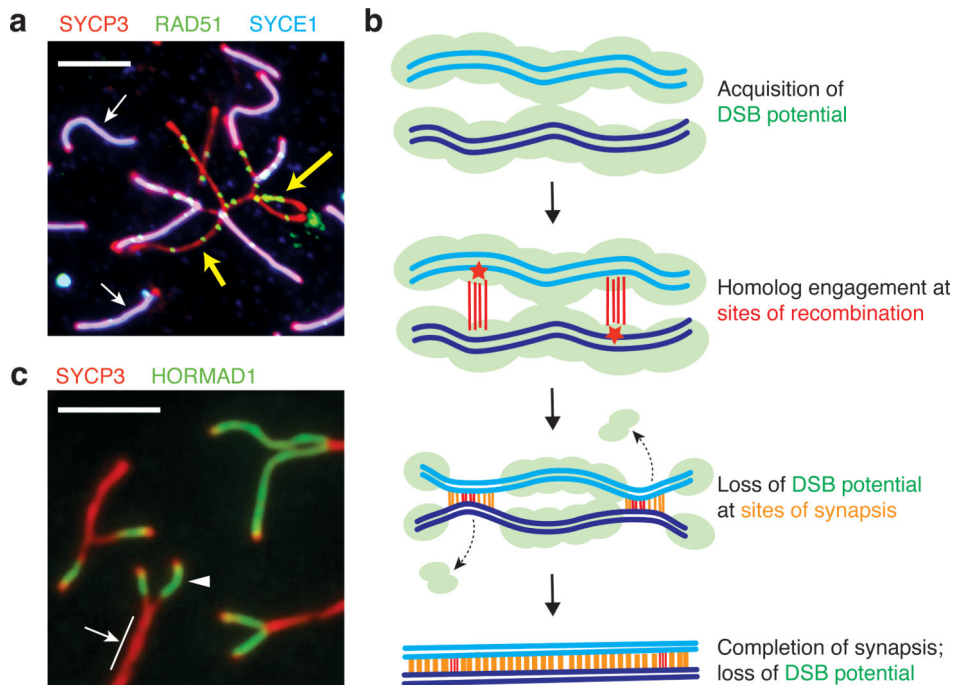 a SYCP3 RAD51 SYCE1
b
Acquisition of
DSB potential
Homolog engagement at
sites of recombination
c SYCP3 HORMAD1
Loss of DSB potential
at sites of synapsis
Completion of synapsis;
loss of DSB potential